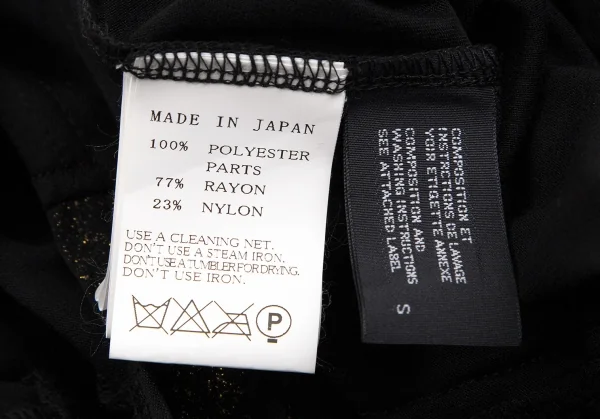 MADE IN JAPAN
100% POLYESTER
PARTS
77% RAYON
23% NYLON
USE A CLEANING NET.
DON'T USE A STEAM IRON.
DON'T USE A TUMBLER FOR DRYING.
DON'T USE IRON.
P
COMPOSITION ET
INSTRUCTIONS DE LAVAGE
VOIR ETIQUETTE ANNEXE
COMPOSITION AND
WASHING INSTRUCTIONS
SEE ATTACHED LABEL
S